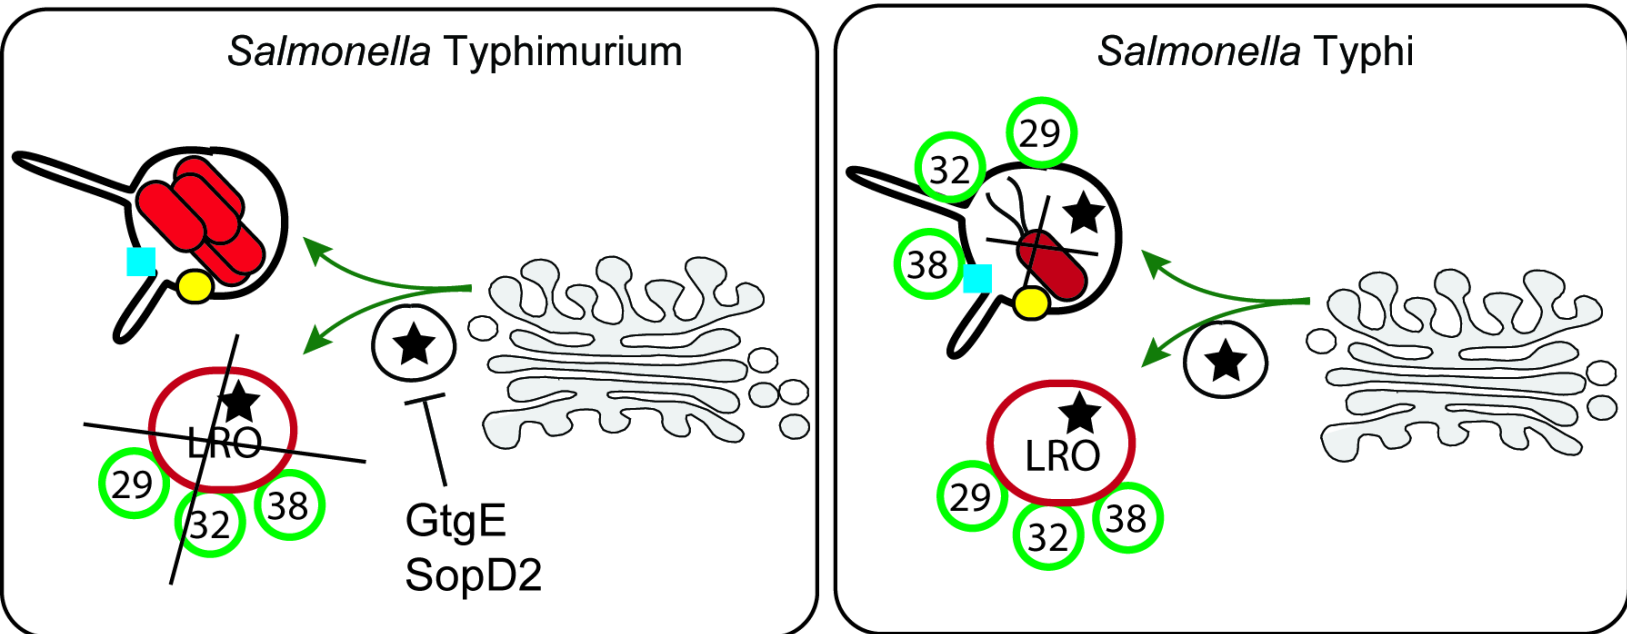 Salmonella Typhimurium
LRO
29
32
38
GtgE
SopD2
Salmonella Typhi
29
32
38
LRO
29
32
38